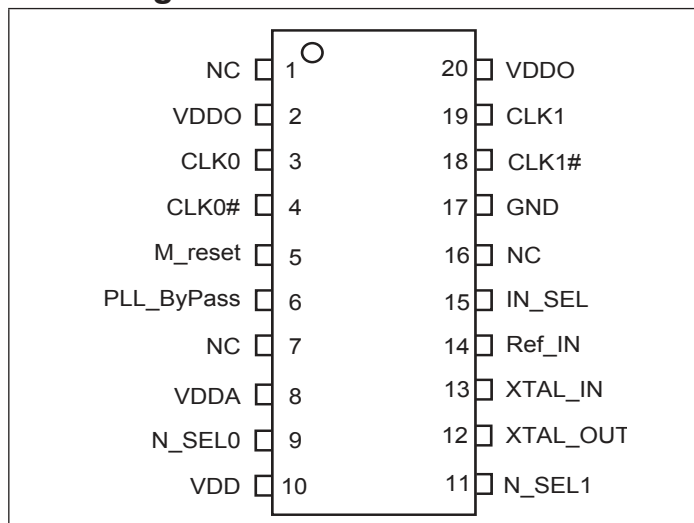 NC 1 20 VDDO
VDDO 2 19 CLK1
CLK0 3 18 CLK1#
CLK0# 4 17 GND
M_reset 5 16 NC
PLL_ByPass 6 15 IN_SEL
NC 7 14 Ref_IN
VDDA 8 13 XTAL_IN
N_SEL0 9 12 XTAL_OUT
VDD 10 11 N_SEL1